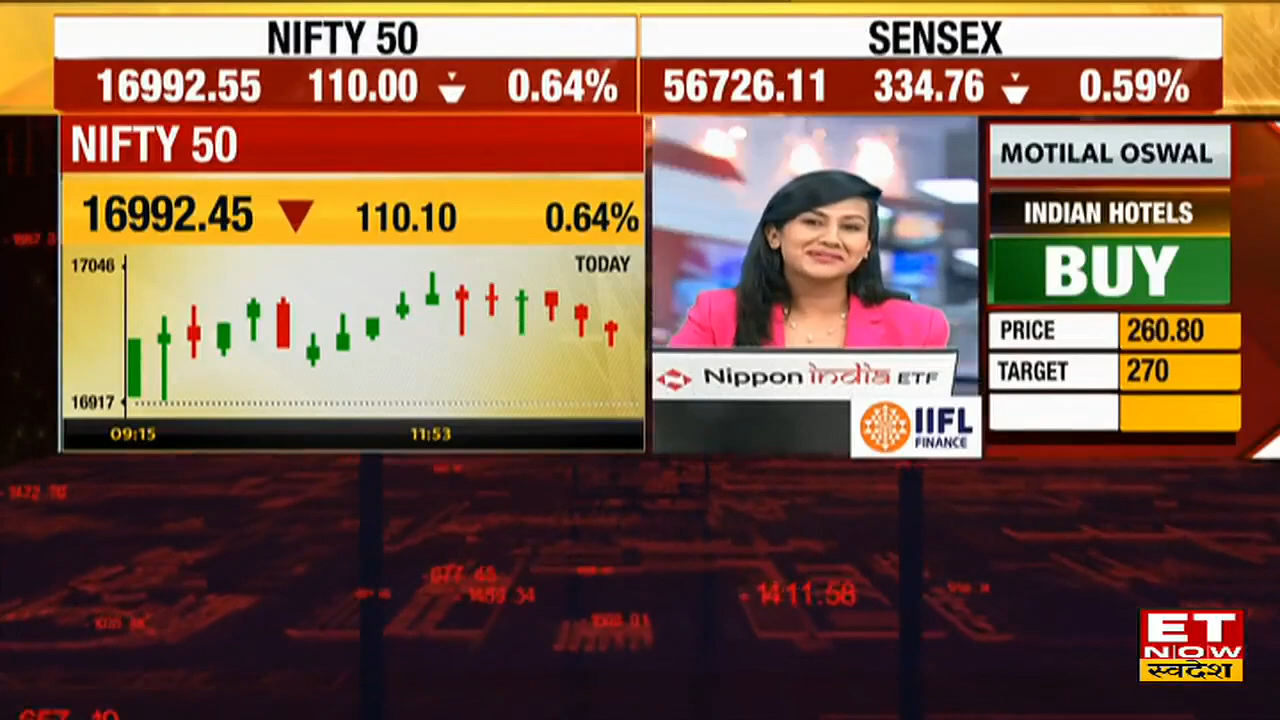 NIFTY 50
16992.55 110.00 0.64%
SENSEX
56726.11 334.76 0.59%
NIFTY 50
16992.45 110.10 0.64%
17046
TODAY
16917
09:15 11:53
Nippon india ETF
IIFL
FINANCE
MOTILAL OSWAL
INDIAN HOTELS
BUY
PRICE 260.80
TARGET 270
1411.58
ET
NOW
स्वदेश